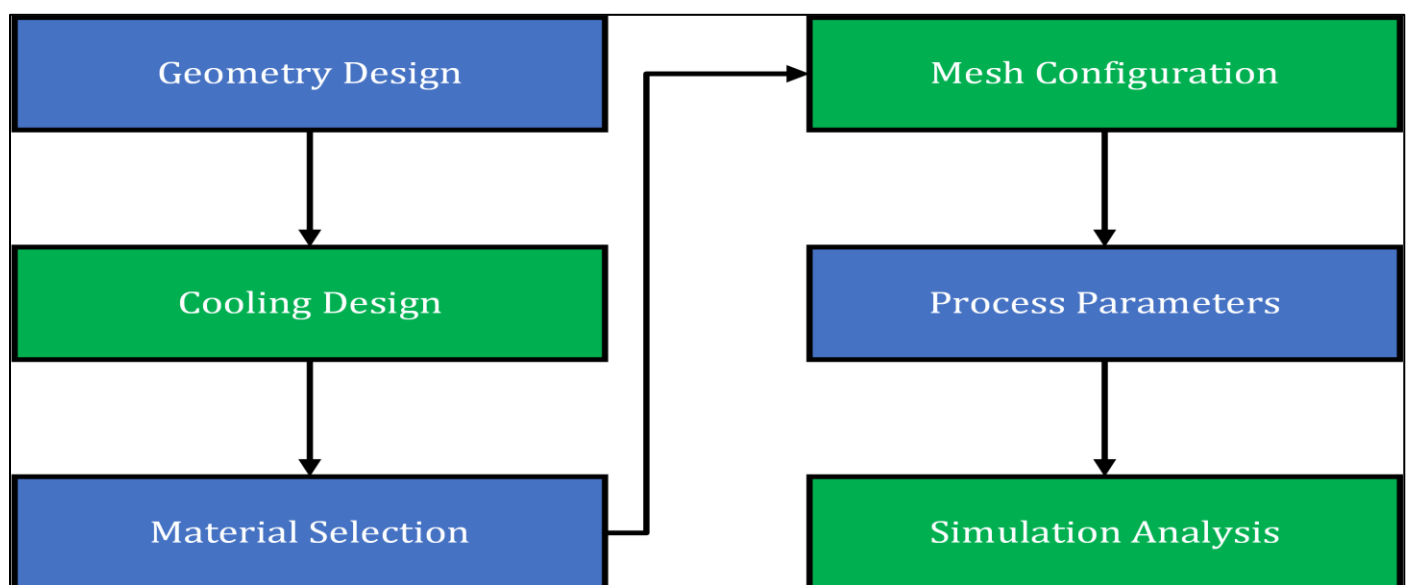 Geometry Design
Cooling Design
Material Selection
Mesh Configuration
Process Parameters
Simulation Analysis